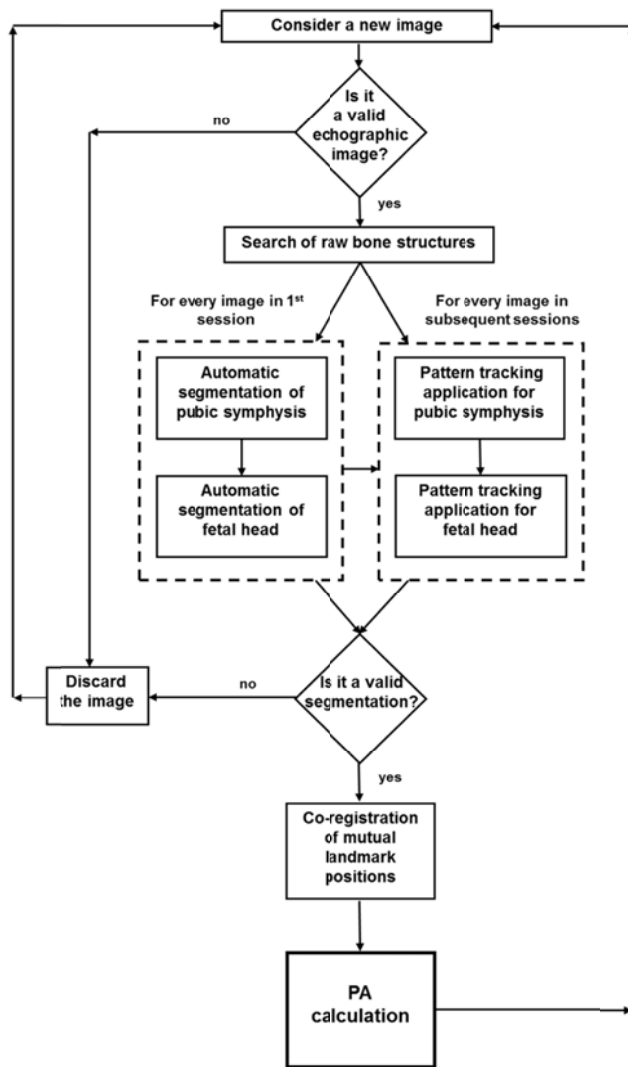 Consider a new image
Is it
a valid
echographic
image?
no
yes
Search of raw bone structures
For every image in 1st
session
For every image in
subsequent sessions
Automatic
segmentation of
pubic symphysis
Pattern tracking
application for
pubic symphysis
Automatic
segmentation of
fetal head
Pattern tracking
application for
fetal head
Discard
the image
no
Is it a valid
segmentation?
yes
Co-registration
of mutual
landmark
positions
PA
calculation